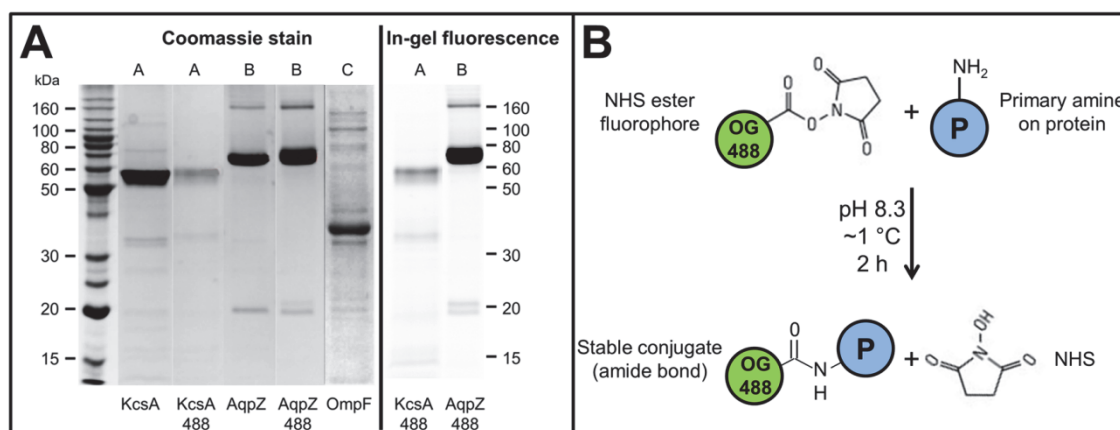 A
Coomassie stain
In-gel fluorescence
kDa
A A B B C
A B
160
100
80
60
50
30
20
15
160
100
80
60
50
30
20
15
KcsA
KcsA
488
AqpZ
AqpZ
488
OmpF
KcsA
488
AqpZ
488
B
NHS ester
fluorophore
OG
488
O
O
N
O
O
+
NH2
P
Primary amine
on protein
pH 8.3
~1 °C
2 h
Stable conjugate
(amide bond)
OG
488
O
N
H
P
+
OH
N
O
O
NHS